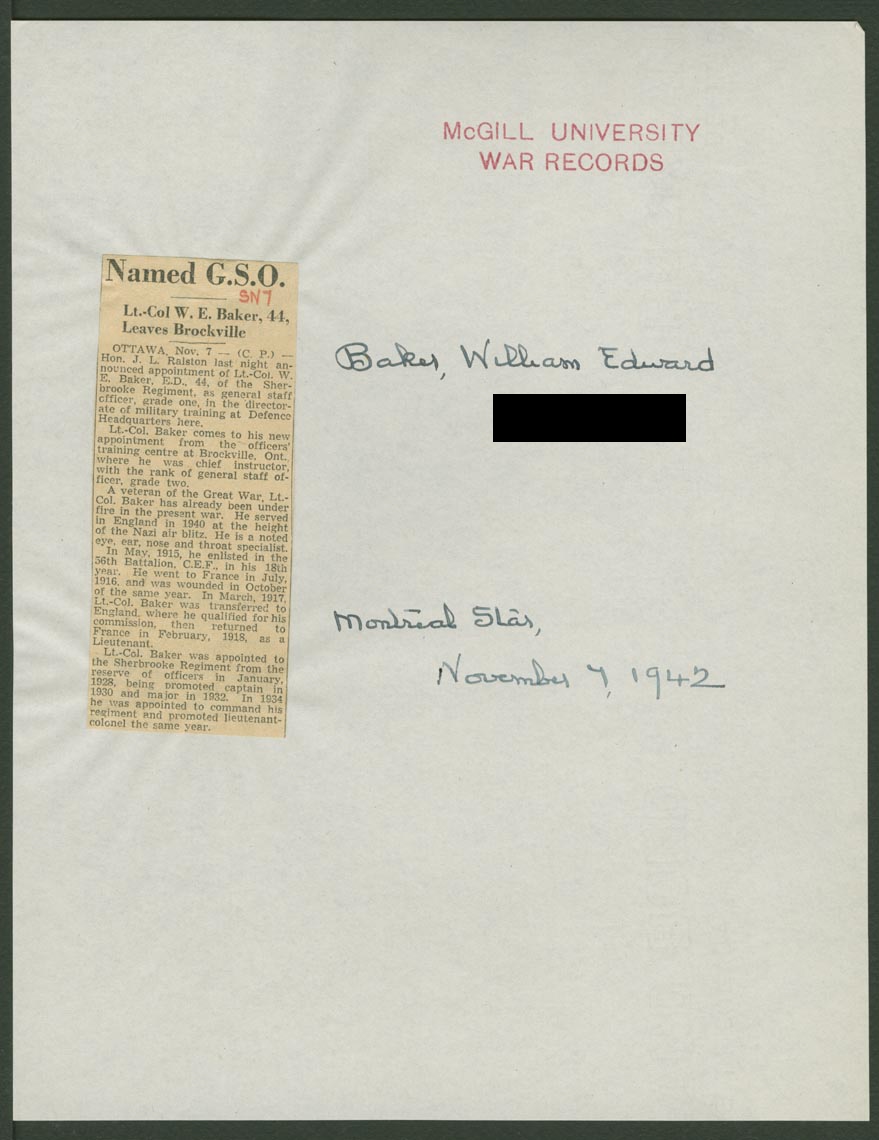 McGILL UNIVERSITY
WAR RECORDS
Named G.S.O.
SN7
Lt.-Col W. E. Baker, 44,
Leaves Brockville
OTTAWA, Nov. 7 — (C. P.) —
Hon. J. L. Ralston last night an-
nounced appointment of Lt.-Col. W.
E. Baker, E.D., 44, of the Sher-
brooke Regiment, as general staff
officer, grade one, in the director-
ate of military training at Defence
Headquarters here.
Lt.-Col. Baker comes to his new
appointment from the officers'
training centre at Brockville, Ont.,
where he was chief instructor,
with the rank of general staff of-
ficer, grade two.
A veteran of the Great War, Lt.-
Col. Baker has already been under
fire in the present war. He served
in England in 1940 at the height
of the Nazi air blitz. He is a noted
eye, ear, nose and throat specialist.
In May, 1915, he enlisted in the
56th Battalion, C.E.F., in his 18th
year. He went to France in July,
1916, and was wounded in October
of the same year. In March, 1917,
Lt.-Col. Baker was transferred to
England, where he qualified for his
commission, then returned to
France in February, 1918, as a
Lieutenant.
Lt.-Col. Baker was appointed to
the Sherbrooke Regiment from the
reserve of officers in January,
1928, being promoted captain in
1930 and major in 1932. In 1934
he was appointed to command his
regiment and promoted lieutenant-
colonel the same year.
Baker, William Edward
Montreal Star,
November 7, 1942